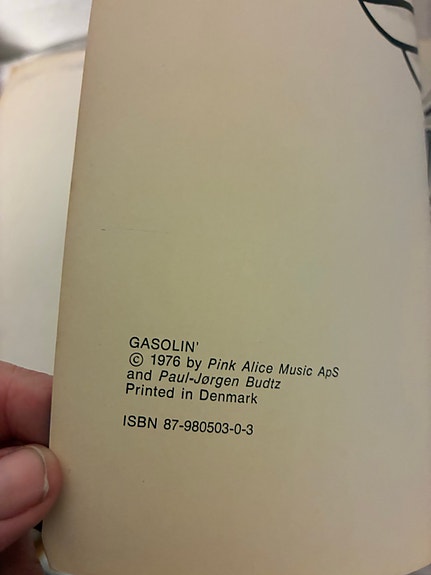 GASOLIN'
© 1976 by Pink Alice Music ApS
and Paul-Jørgen Budtz
Printed in Denmark
ISBN 87-980503-0-3